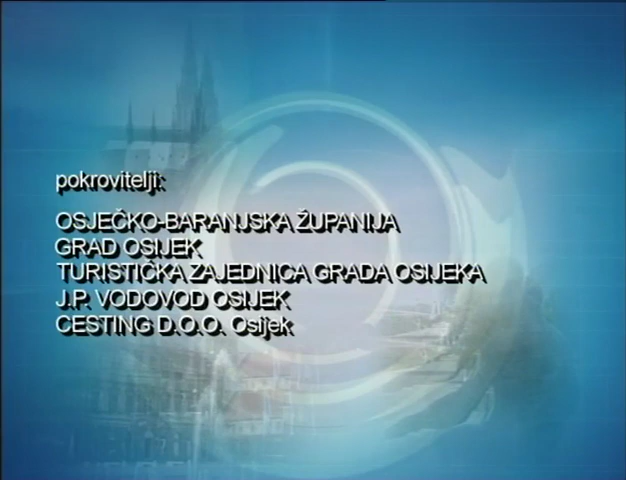 pokrovitelji:
OSJEČKO-BARANJSKA ŽUPANIJA
GRAD OSIJEK
TURISTIČKA ZAJEDNICA GRADA OSIJEKA
J.P. VODOVOD OSIJEK
CESTING D.O.O. Osijek